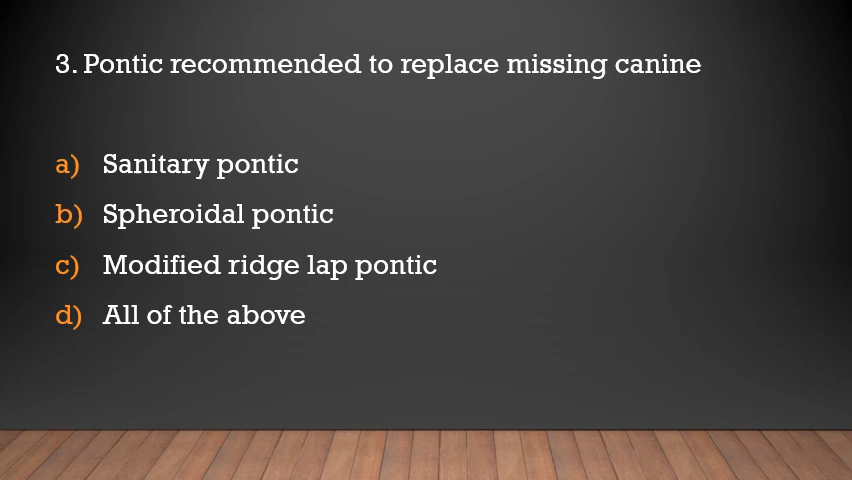 3. Pontic recommended to replace missing canine
a) Sanitary pontic
b) Spheroidal pontic
c) Modified ridge lap pontic
d) All of the above